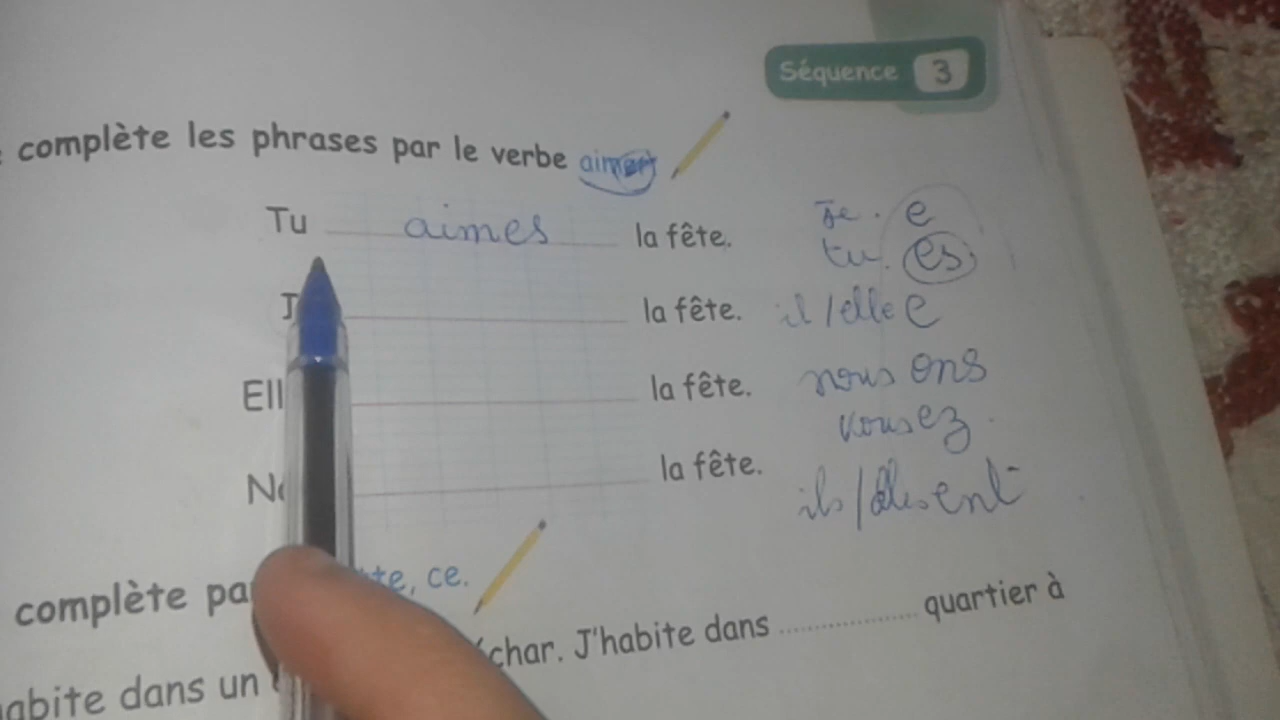 Séquence 3
complète les phrases par le verbe aimer
Tu aimes la fête.
la fête.
Ell la fête.
la fête.
je. e
tu. es
il/elle e
nous ons
vous ez.
ils/elles ent
complète pa te, ce.
char. J'habite dans .................. quartier à
abite dans un